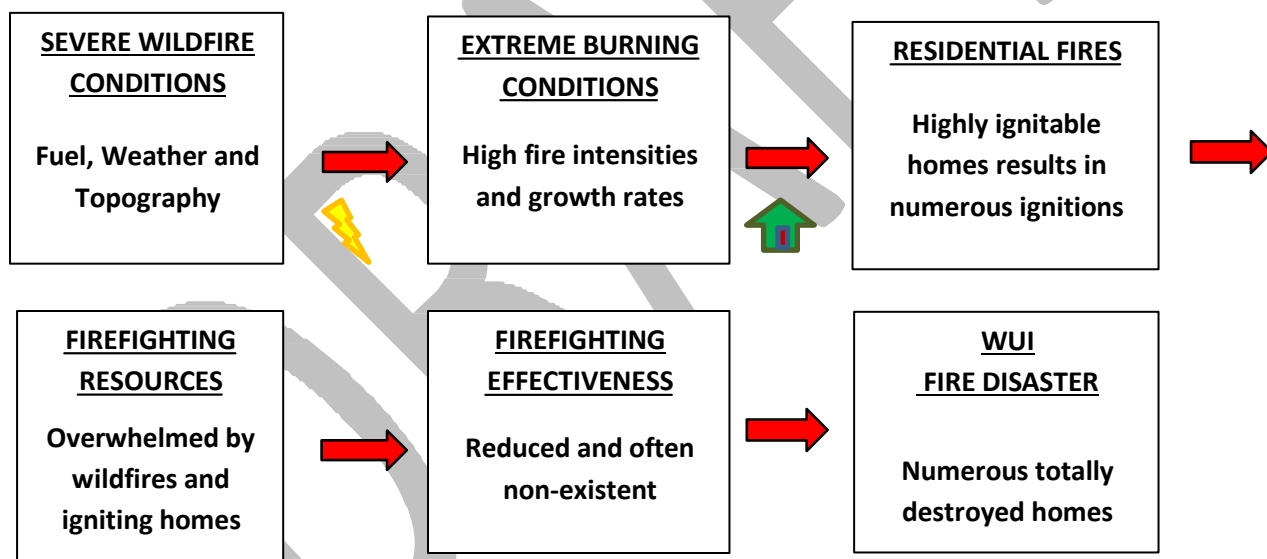 SEVERE WILDFIRE
CONDITIONS
Fuel, Weather and
Topography
EXTREME BURNING
CONDITIONS
High fire intensities
and growth rates
RESIDENTIAL FIRES
Highly ignitable
homes results in
numerous ignitions
FIREFIGHTING
RESOURCES
Overwhelmed by
wildfires and
igniting homes
FIREFIGHTING
EFFECTIVENESS
Reduced and often
non-existent
WUI
FIRE DISASTER
Numerous totally
destroyed homes